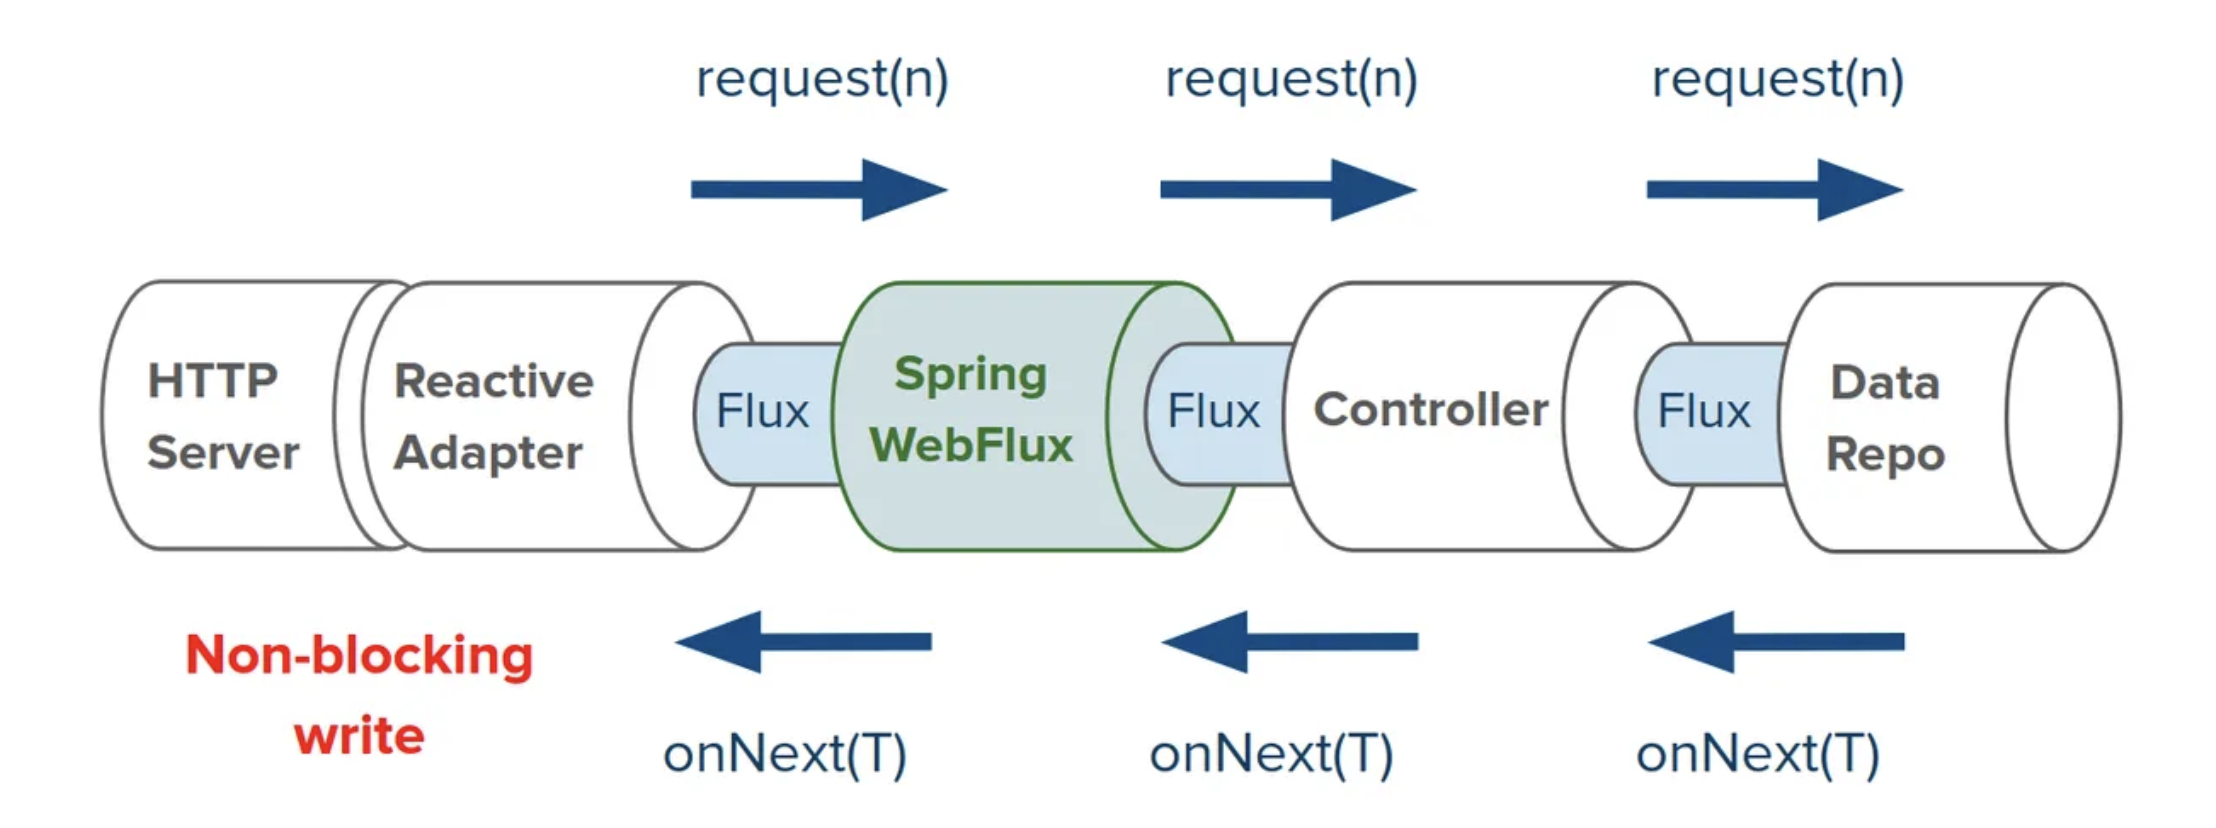 request(n)
request(n)
request(n)
HTTP
Server
Reactive
Adapter
Flux
Spring
WebFlux
Flux
Controller
Flux
Data
Repo
Non-blocking
write
onNext(T)
onNext(T)
onNext(T)